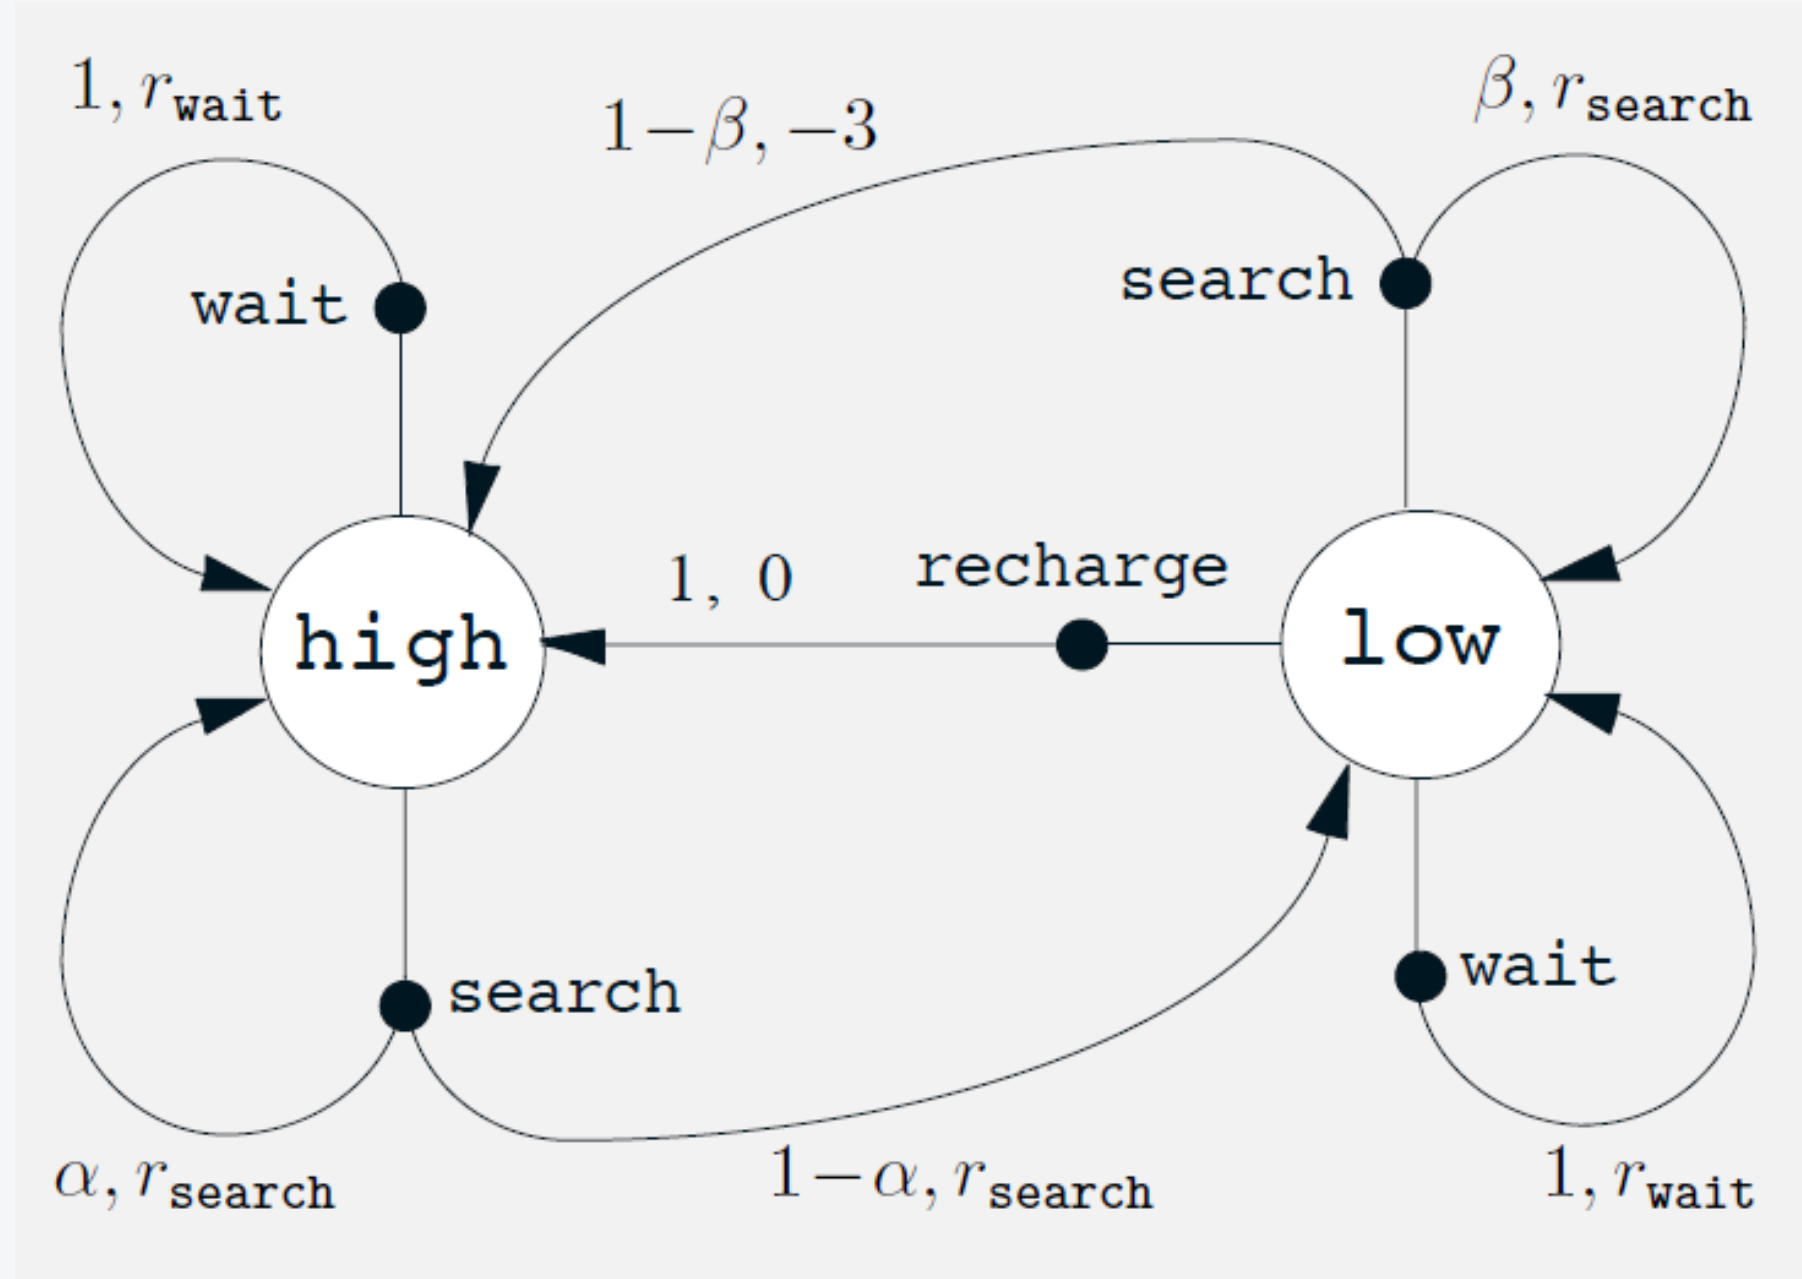 1, r_wait
1−β, −3
β, r_search
wait
search
1, 0
recharge
high
low
search
wait
α, r_search
1−α, r_search
1, r_wait